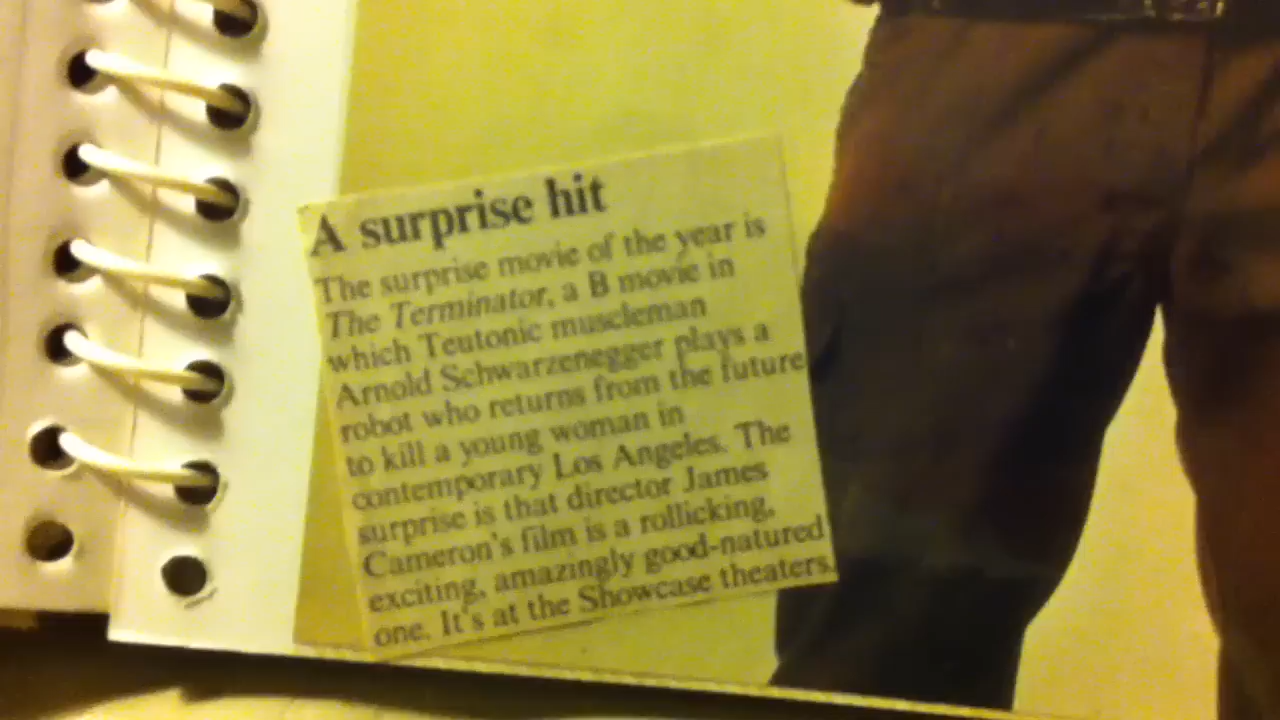 A surprise hit
The surprise movie of the year is
The Terminator, a B movie in
which Teutonic muscleman
Arnold Schwarzenegger plays a
robot who returns from the future
to kill a young woman in
contemporary Los Angeles. The
surprise is that director James
Cameron's film is a rollicking,
exciting, amazingly good-natured
one. It's at the Showcase theaters.